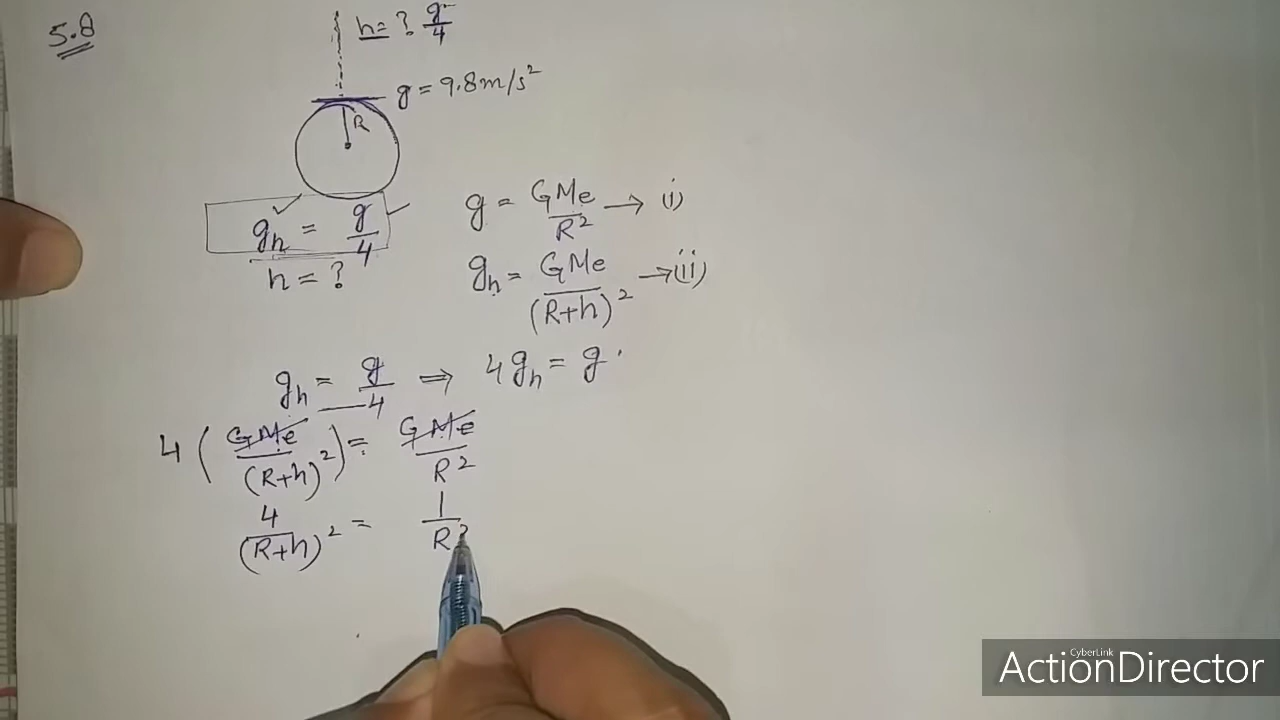 5.8
h = ? g/4
g = 9.8 m/s²
R
gₕ = g/4
h = ?
g = GMe/R² → (i)
gₕ = GMe/(R+h)² → (ii)
gₕ = g/4 ⇒ 4gₕ = g.
4 (GMe/(R+h)²) = GMe/R²
4/(R+h)² = 1/R²
CyberLink
ActionDirector